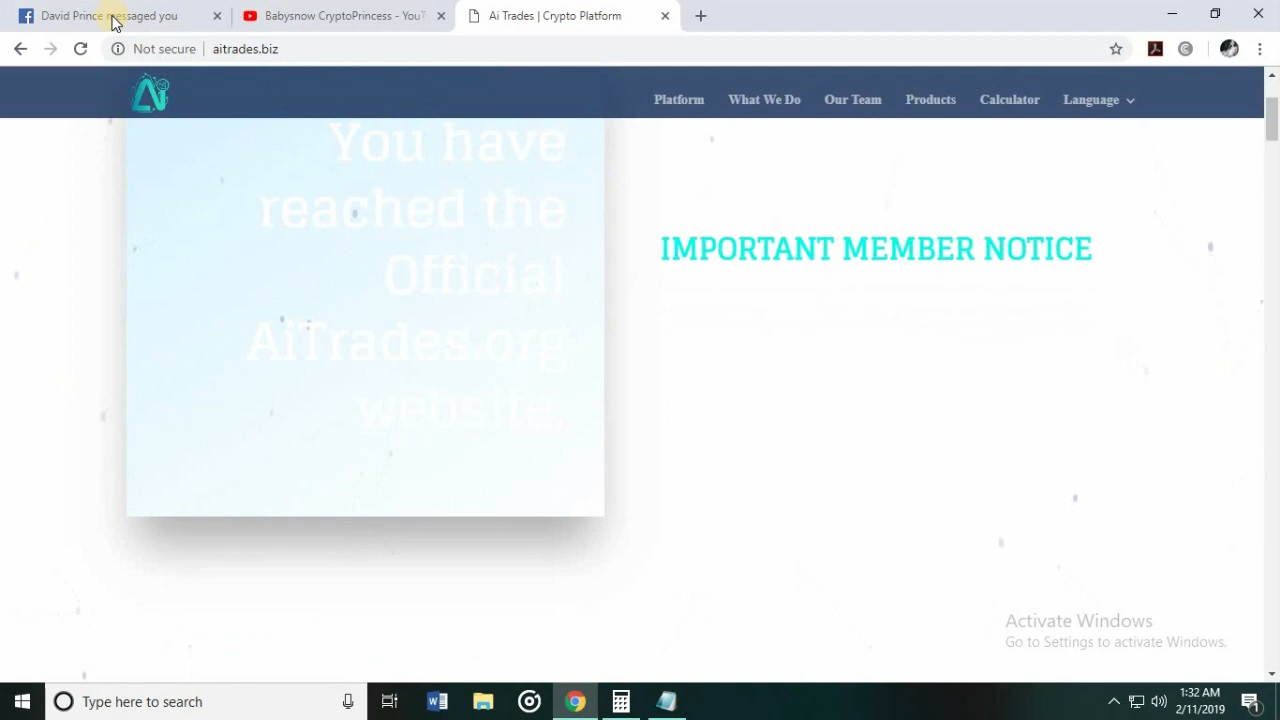 David Prince messaged you
Babysnow CryptoPrincess - YouT
Ai Trades | Crypto Platform
Not secure
aitrades.biz
Platform
What We Do
Our Team
Products
Calculator
Language
You have
reached the
Official
AiTrades.org
website.
IMPORTANT MEMBER NOTICE
Activate Windows
Go to Settings to activate Windows.
Type here to search
1:32 AM
2/11/2019
1